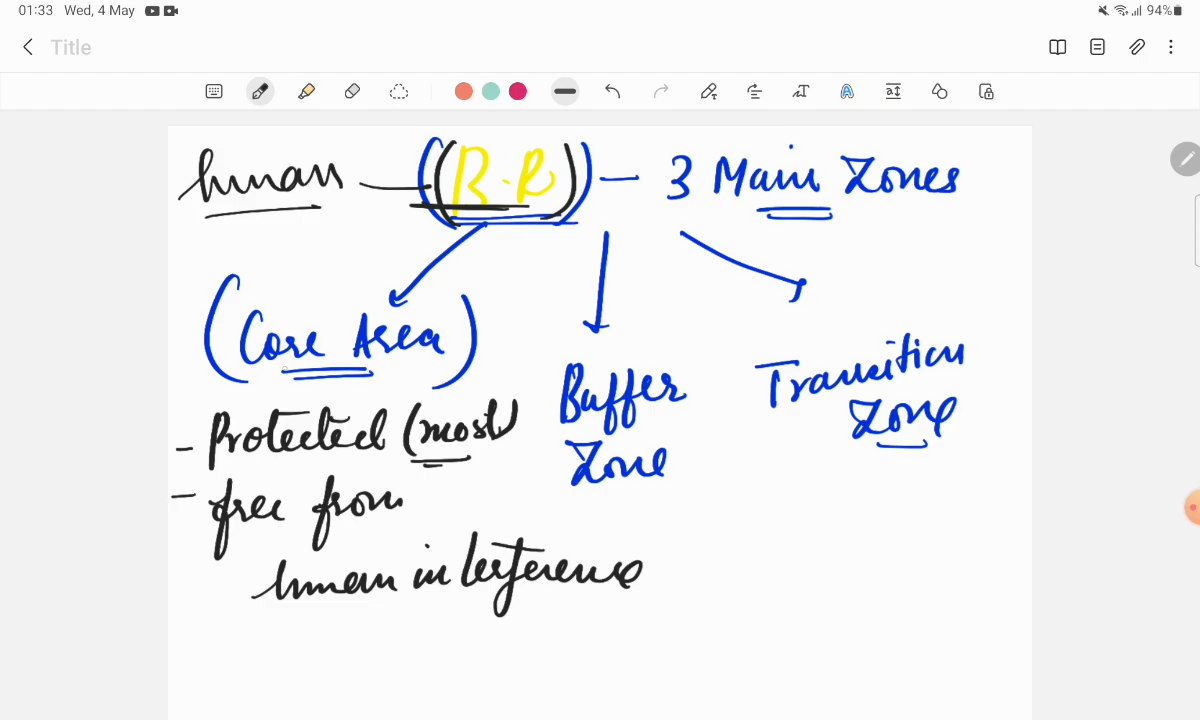 01:33 Wed, 4 May 94%
Title
human — ((B.R)) — 3 Main Zones
(Core Area)
Buffer Zone
Transition Zone
- Protected (most)
- free from
human interference